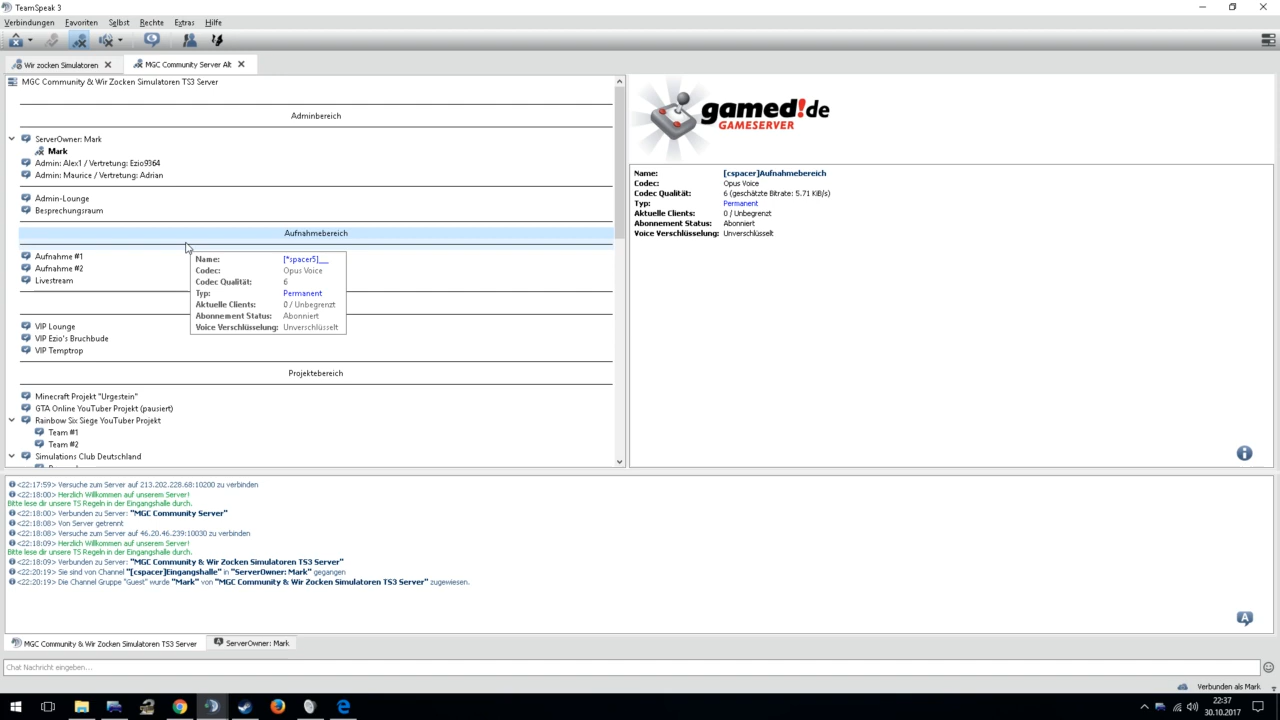 TeamSpeak 3
Verbindungen Favoriten Selbst Rechte Extras Hilfe
Wir zocken Simulatoren
MGC Community Server Alt
MGC Community & Wir Zocken Simulatoren TS3 Server
Adminbereich
ServerOwner: Mark
Mark
Admin: Alex1 / Vertretung: Ezio9364
Admin: Maurice / Vertretung: Adrian
Admin-Lounge
Besprechungsraum
Aufnahmebereich
Aufnahme #1
Aufnahme #2
Livestream
Name: [*spacer5]___
Codec: Opus Voice
Codec Qualität: 6
Typ: Permanent
Aktuelle Clients: 0 / Unbegrenzt
Abonnement Status: Abonniert
Voice Verschlüsselung: Unverschlüsselt
VIP Lounge
VIP Ezio's Bruchbude
VIP Temptrop
Projektebereich
Minecraft Projekt "Urgestein"
GTA Online YouTuber Projekt (pausiert)
Rainbow Six Siege YouTuber Projekt
Team #1
Team #2
Simulations Club Deutschland
gamed!de
GAMESERVER
Name: [cspacer]Aufnahmebereich
Codec: Opus Voice
Codec Qualität: 6 (geschätzte Bitrate: 5.71 KiB/s)
Typ: Permanent
Aktuelle Clients: 0 / Unbegrenzt
Abonnement Status: Abonniert
Voice Verschlüsselung: Unverschlüsselt
<22:17:59> Versuche zum Server auf 213.202.228.68:10200 zu verbinden
<22:18:00> Herzlich Willkommen auf unserem Server!
Bitte lese dir unsere TS Regeln in der Eingangshalle durch.
<22:18:00> Verbunden zu Server: "MGC Community Server"
<22:18:08> Von Server getrennt
<22:18:08> Versuche zum Server auf 46.20.46.239:10030 zu verbinden
<22:18:09> Herzlich Willkommen auf unserem Server!
Bitte lese dir unsere TS Regeln in der Eingangshalle durch.
<22:18:09> Verbunden zu Server: "MGC Community & Wir Zocken Simulatoren TS3 Server"
<22:20:19> Sie sind von Channel "[cspacer]Eingangshalle" in "ServerOwner: Mark" gegangen
<22:20:19> Die Channel Gruppe "Guest" wurde "Mark" von "MGC Community & Wir Zocken Simulatoren TS3 Server" zugewiesen.
MGC Community & Wir Zocken Simulatoren TS3 Server
ServerOwner: Mark
Chat Nachricht eingeben...
Verbunden als Mark
22:37
30.10.2017